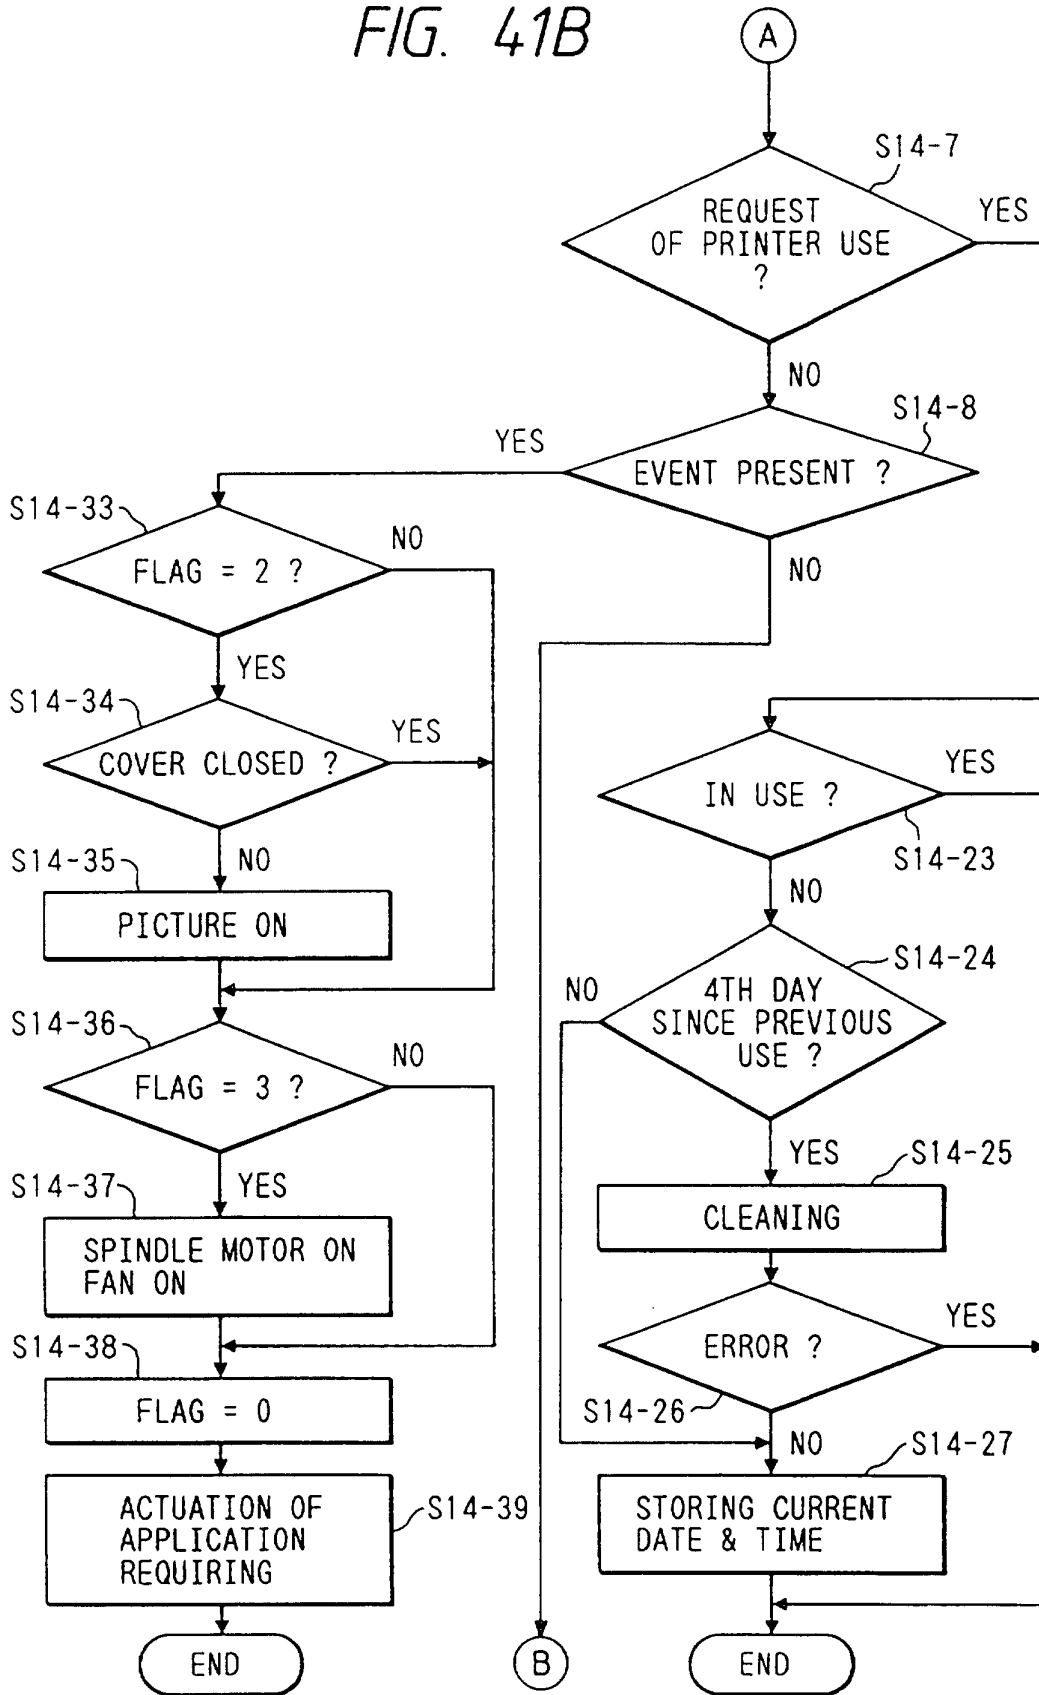 FIG. 41B
A
S14-7
REQUEST
OF PRINTER USE
?
YES
NO
S14-8
EVENT PRESENT ?
YES
NO
S14-33
FLAG = 2 ?
NO
YES
S14-34
COVER CLOSED ?
YES
NO
S14-35
PICTURE ON
S14-36
FLAG = 3 ?
NO
YES
S14-37
SPINDLE MOTOR ON
FAN ON
S14-38
FLAG = 0
ACTUATION OF
APPLICATION
REQUIRING
S14-39
END
B
IN USE ?
YES
S14-23
NO
S14-24
4TH DAY
SINCE PREVIOUS
USE ?
NO
YES
S14-25
CLEANING
ERROR ?
YES
S14-26
NO
S14-27
STORING CURRENT
DATE & TIME
END